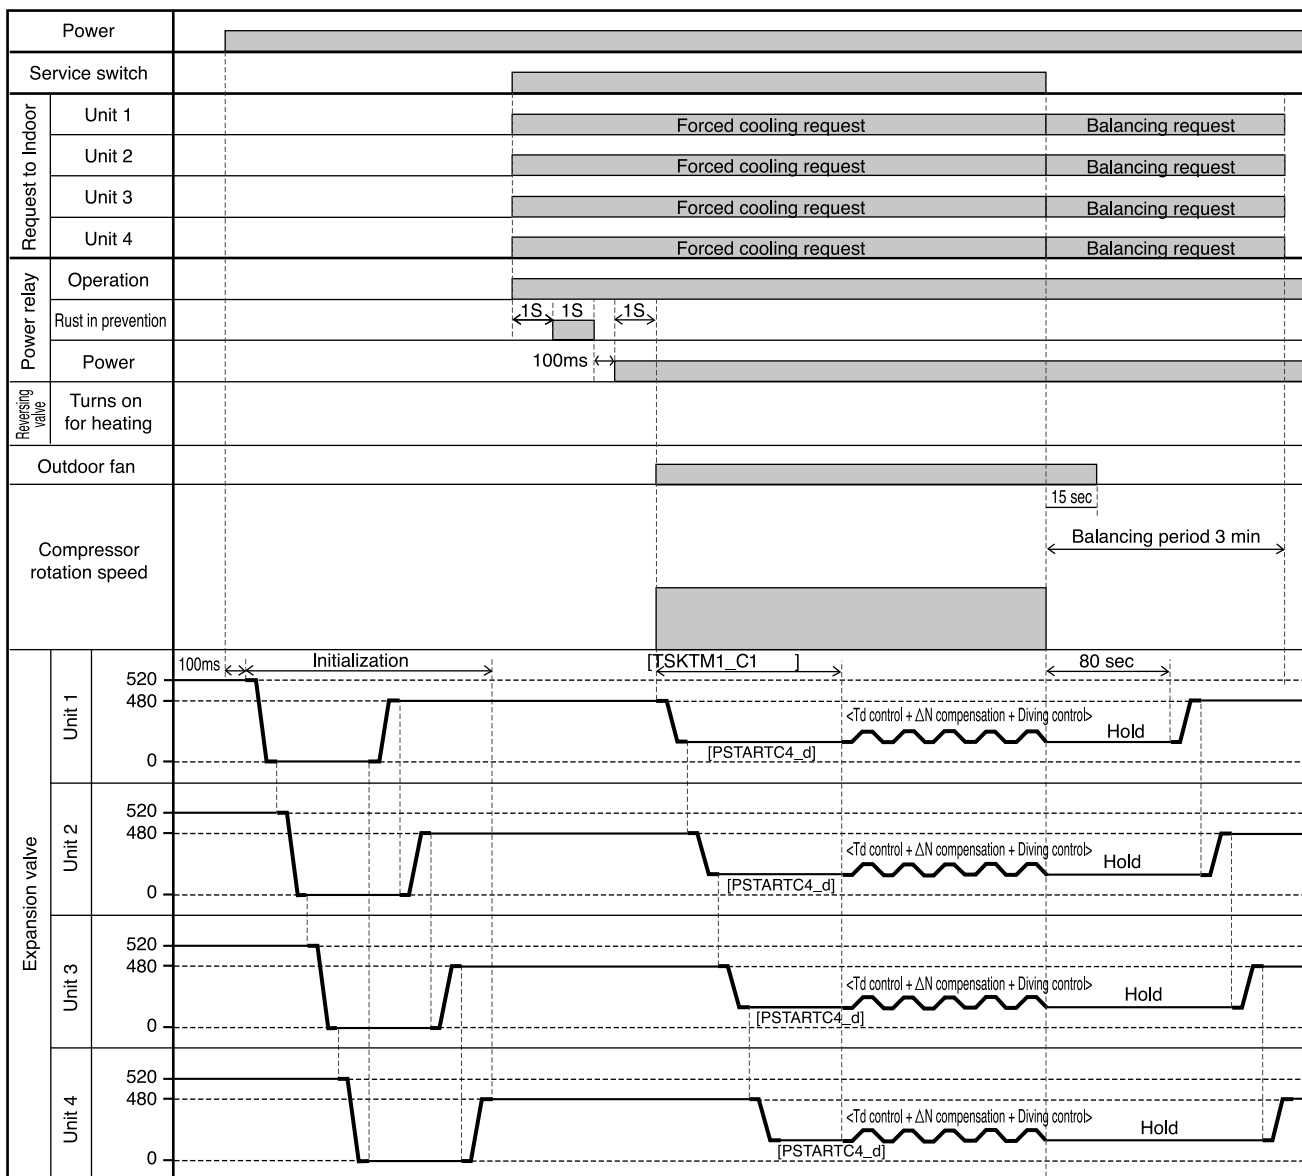 Power
Service switch
Request to Indoor
Unit 1
Forced cooling request
Balancing request
Unit 2
Forced cooling request
Balancing request
Unit 3
Forced cooling request
Balancing request
Unit 4
Forced cooling request
Balancing request
Power relay
Operation
Rust in prevention
1S
1S
1S
Power
100ms
Reversing
valve
Turns on
for heating
Outdoor fan
15 sec
Compressor
rotation speed
Balancing period 3 min
Expansion valve
Unit 1
100ms
Initialization
[TSKTM1_C1 ]
80 sec
520
480
0
<Td control + ΔN compensation + Diving control>
[PSTARTC4_d]
Hold
Unit 2
520
480
0
<Td control + ΔN compensation + Diving control>
[PSTARTC4_d]
Hold
Unit 3
520
480
0
<Td control + ΔN compensation + Diving control>
[PSTARTC4_d]
Hold
Unit 4
520
480
0
<Td control + ΔN compensation + Diving control>
[PSTARTC4_d]
Hold